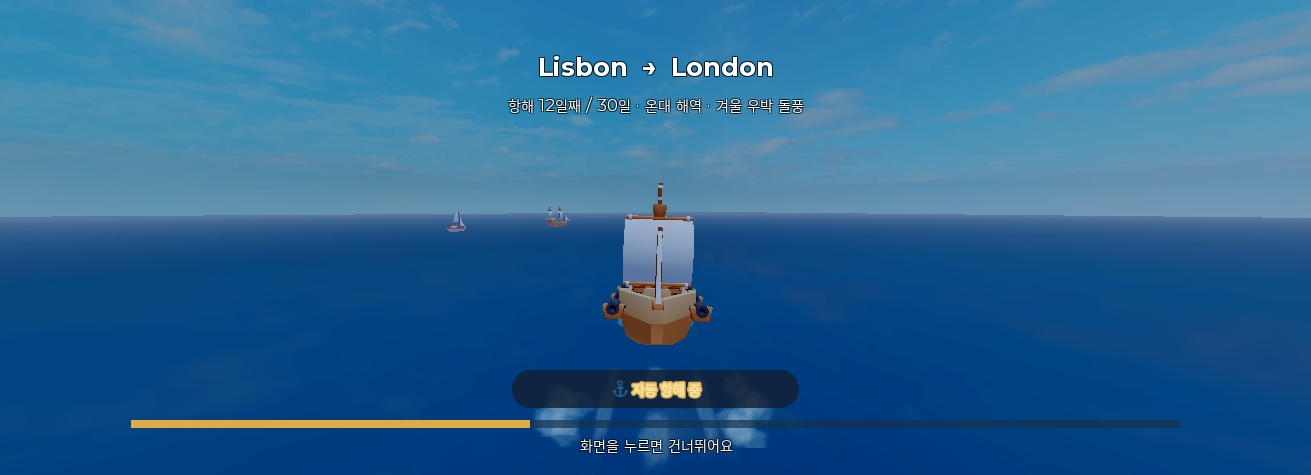 Lisbon → London
항해 12일째 / 30일 · 온대 해역 · 겨울 우박 돌풍
⚓ 자동 항해 중
화면을 누르면 건너뛰어요